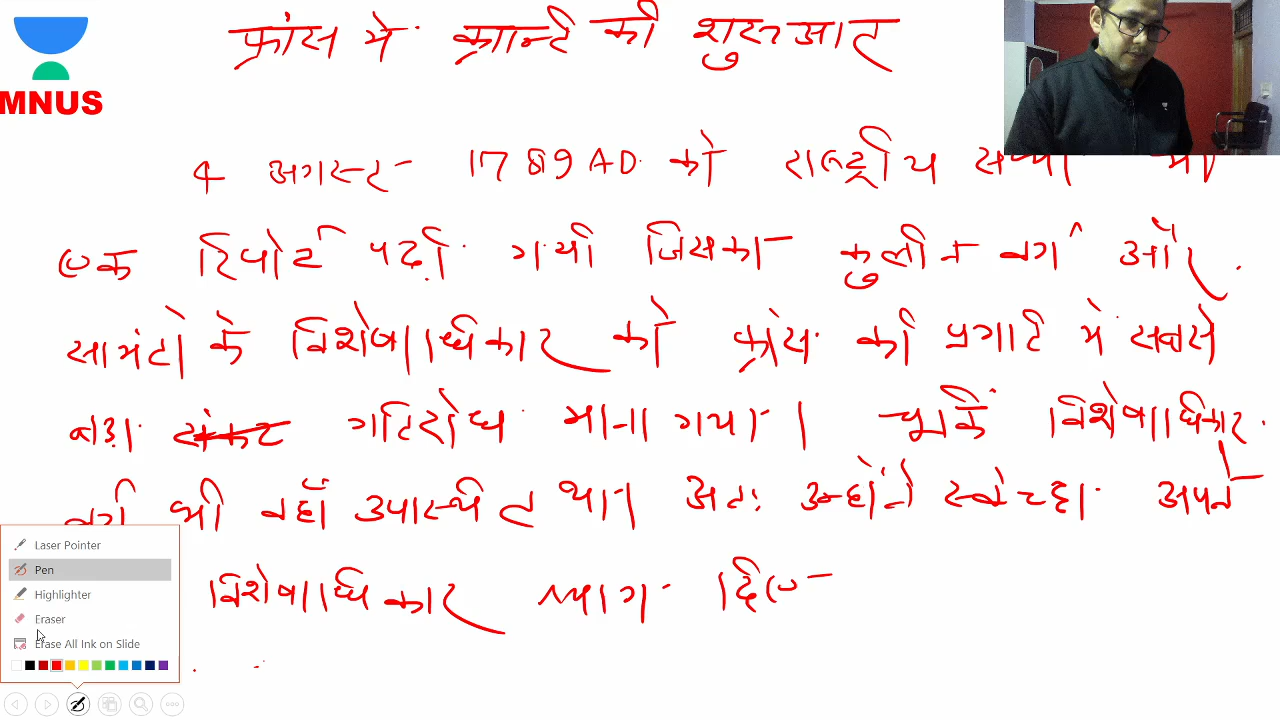 फ्रांस में क्रान्ति की शुरुआत
MNUS
4 अगस्त 1789 AD को राष्ट्रीय सभा में
एक रिपोर्ट पढ़ी गयी जिसका कुलीन वर्ग और
सामंतो के विशेषाधिकार को फ्रांस की प्रगति में सबसे
बड़ा संकट गतिरोध माना गया। चूंकि विशेषाधिकार
वर्ग भी वहाँ उपस्थित था। अतः उन्होंने स्वेच्छा अपने
विशेषाधिकार त्याग दिए
Laser Pointer
Pen
Highlighter
Eraser
Erase All Ink on Slide